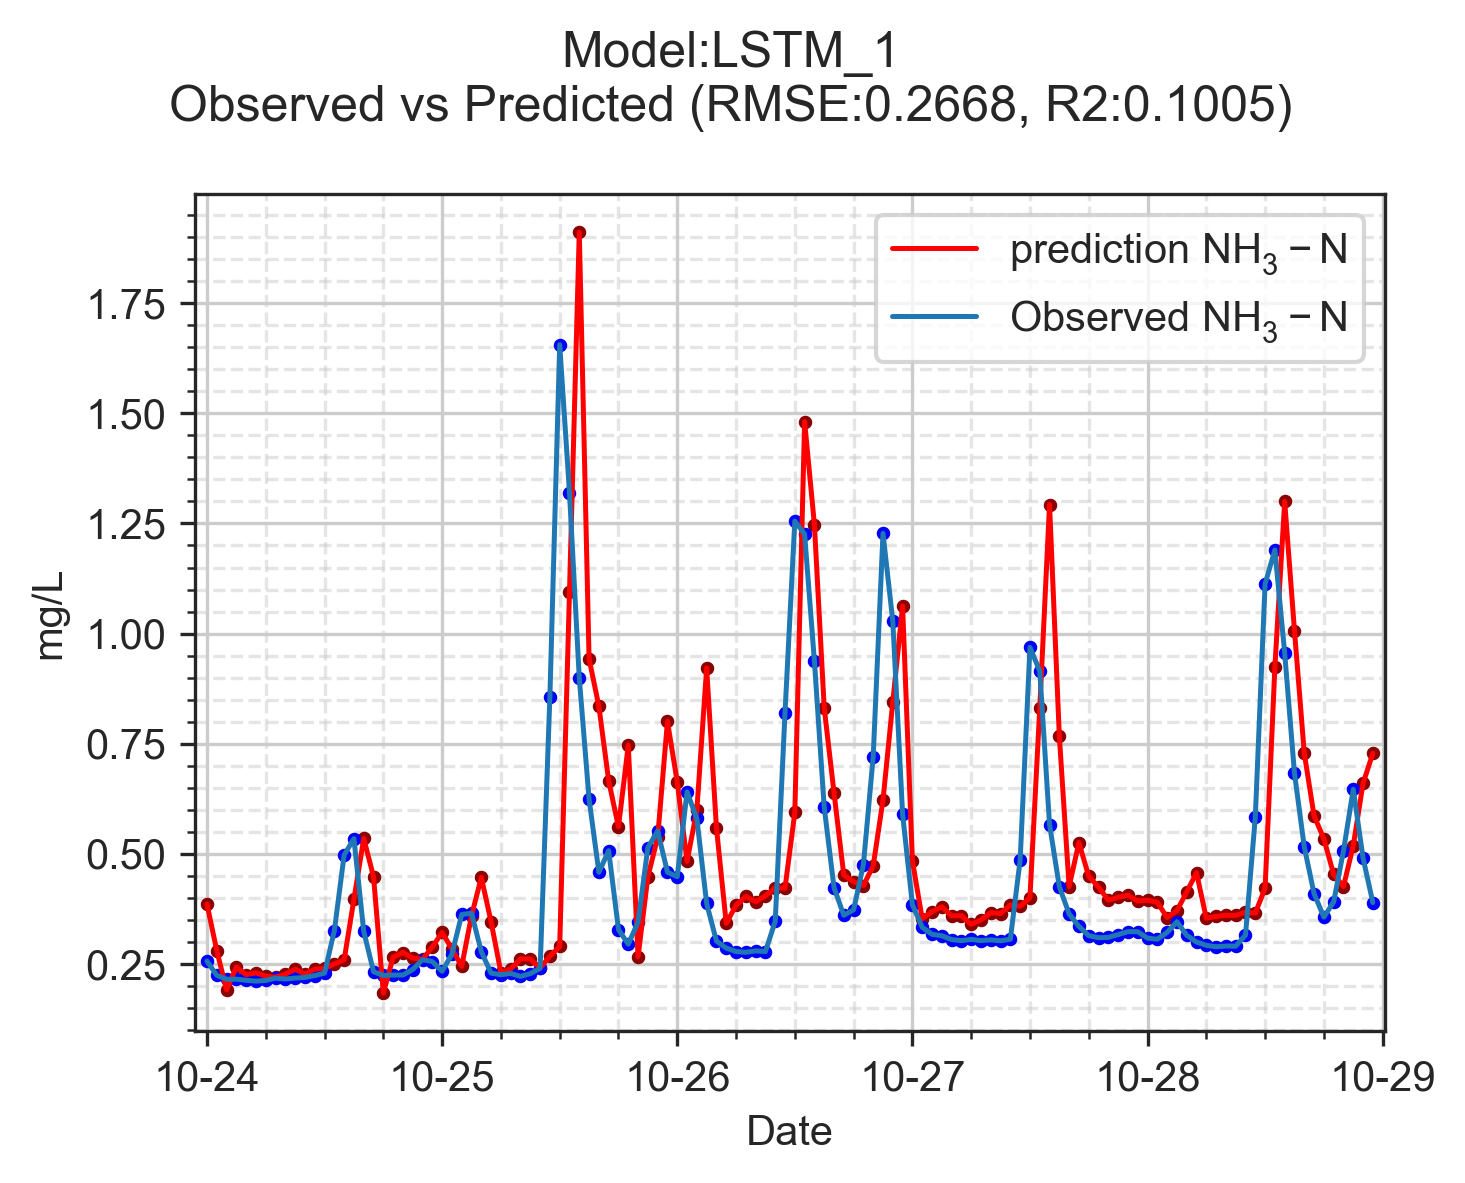 Model:LSTM_1
Observed vs Predicted (RMSE:0.2668, R2:0.1005)
prediction NH₃ − N
Observed NH₃ − N
1.75
1.50
1.25
1.00
0.75
0.50
0.25
mg/L
10-24 10-25 10-26 10-27 10-28 10-29
Date